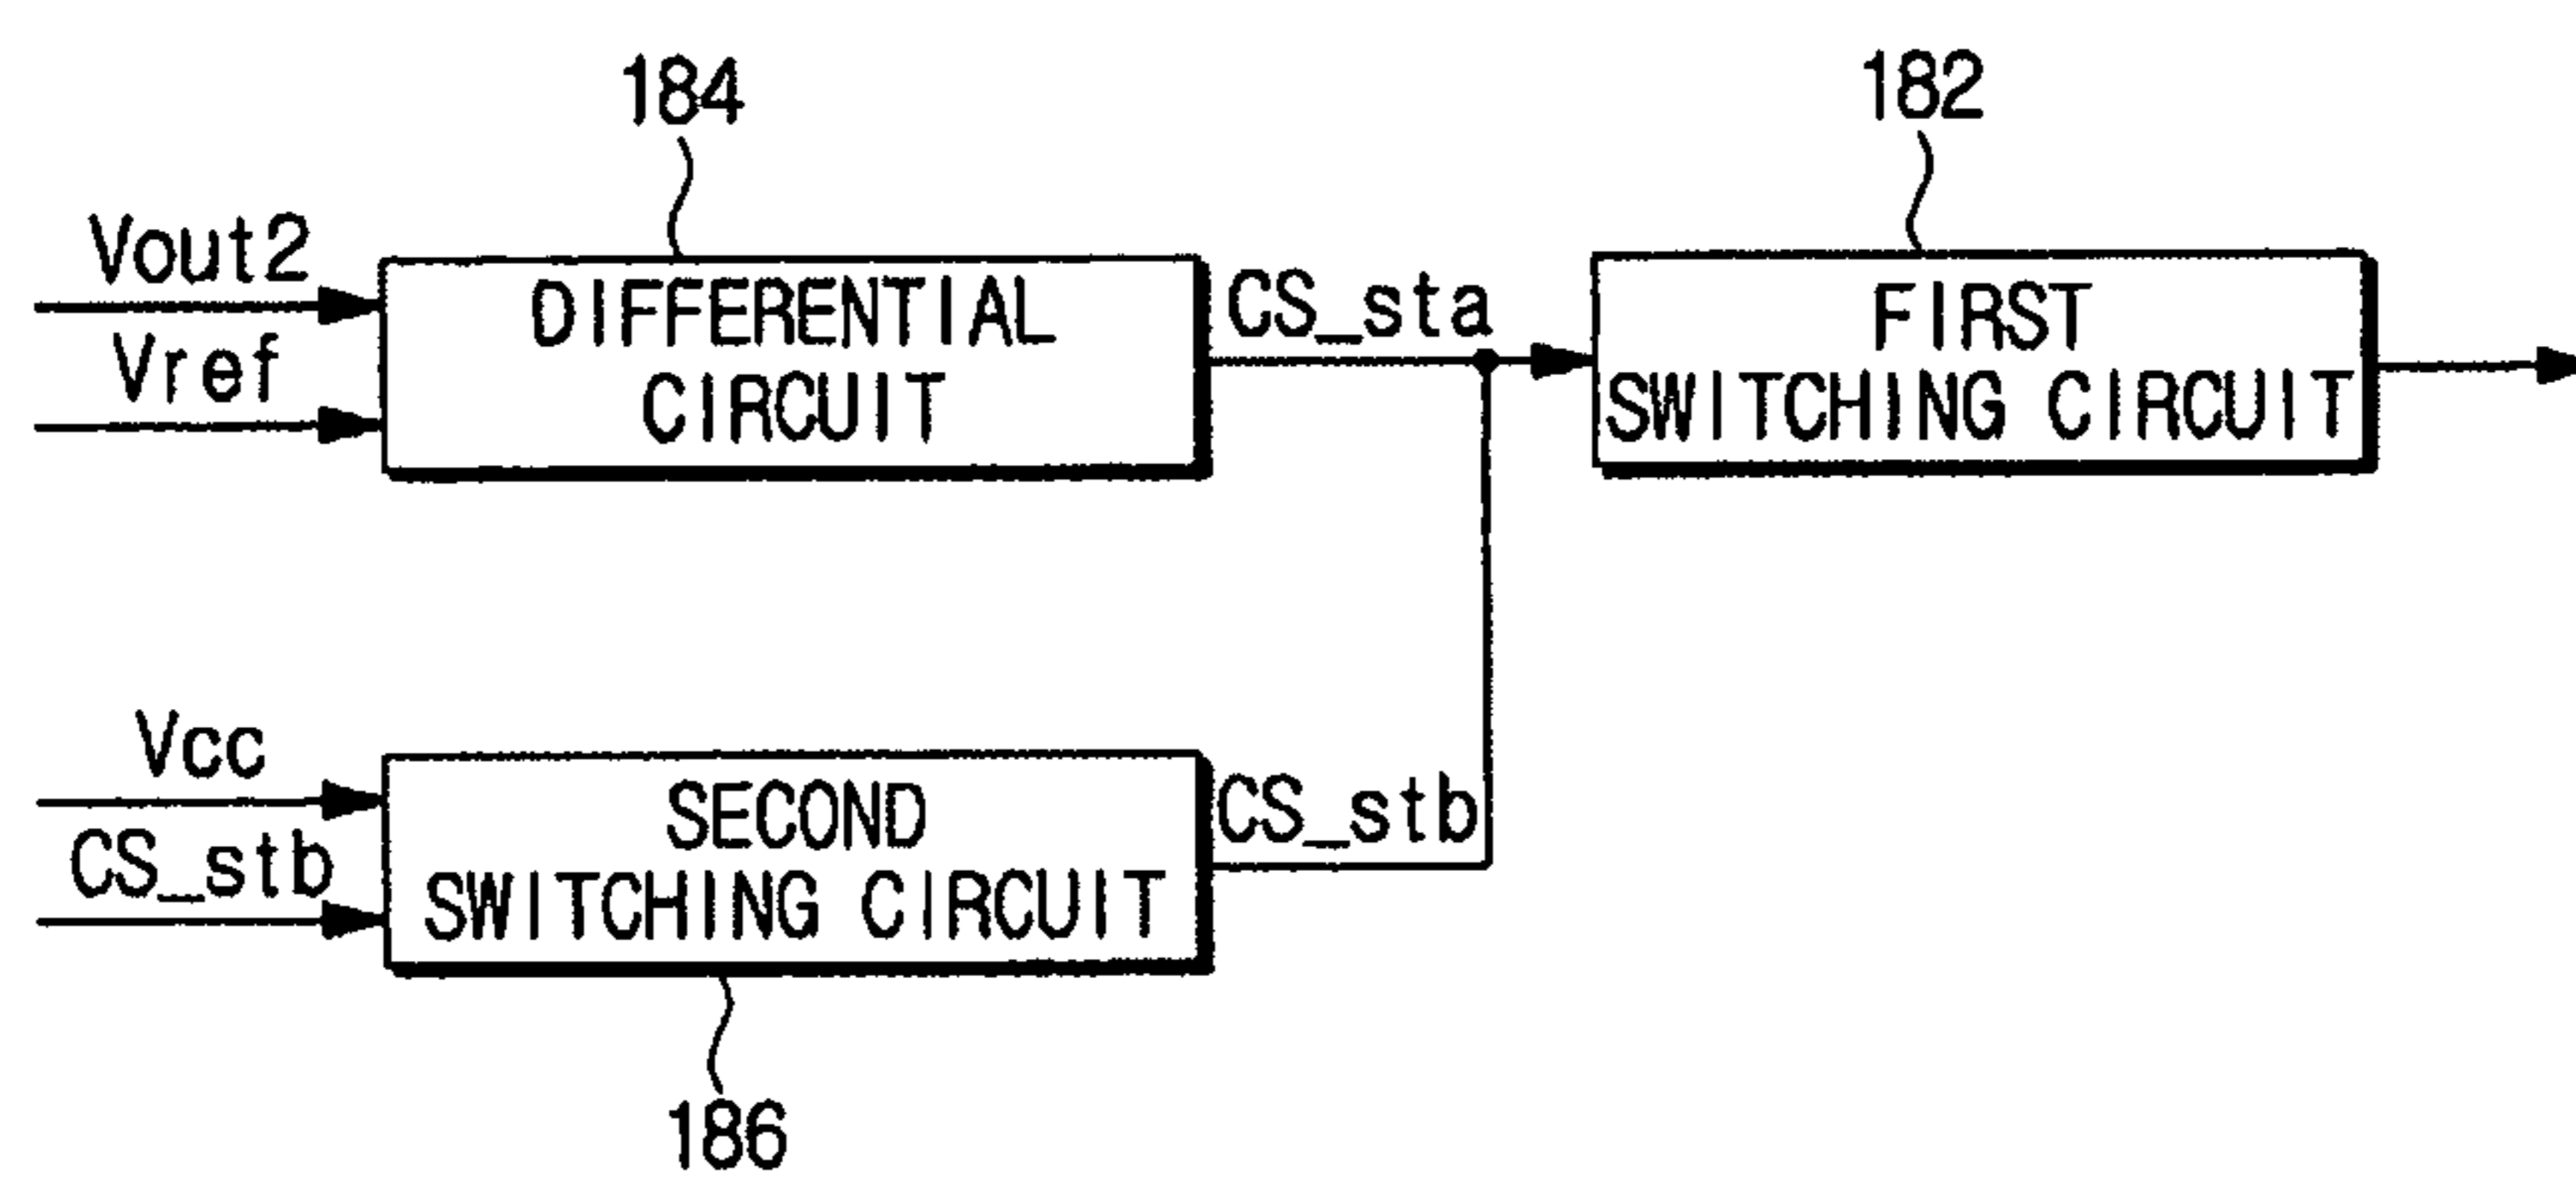 184
182
Vout2
Vref
DIFFERENTIAL
CIRCUIT
CS_sta
FIRST
SWITCHING CIRCUIT
Vcc
CS_stb
SECOND
SWITCHING CIRCUIT
CS_stb
186